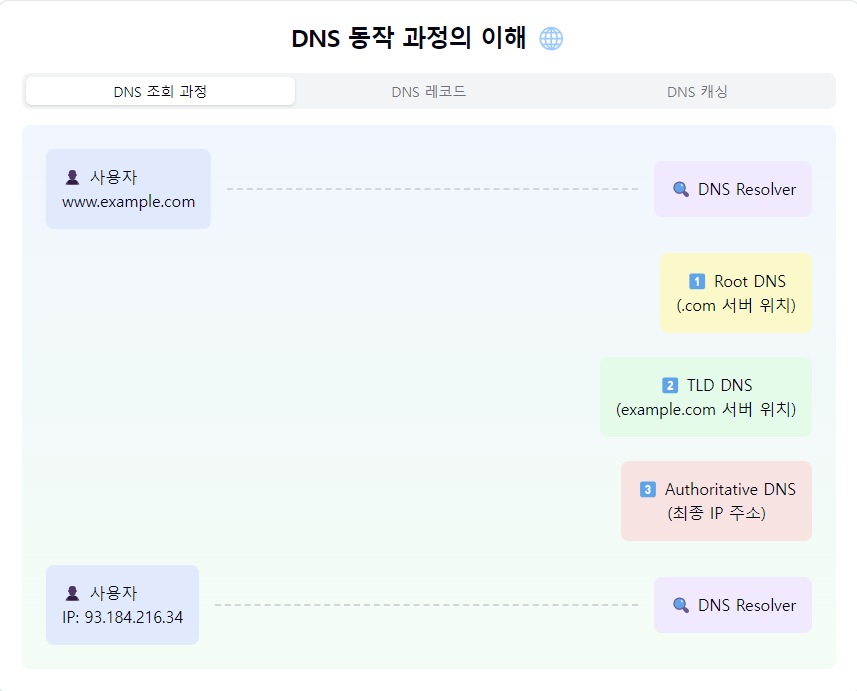 DNS 동작 과정의 이해 🌐
DNS 조회 과정
DNS 레코드
DNS 캐싱
👤 사용자
www.example.com
🔍 DNS Resolver
1️⃣ Root DNS
(.com 서버 위치)
2️⃣ TLD DNS
(example.com 서버 위치)
3️⃣ Authoritative DNS
(최종 IP 주소)
👤 사용자
IP: 93.184.216.34
🔍 DNS Resolver